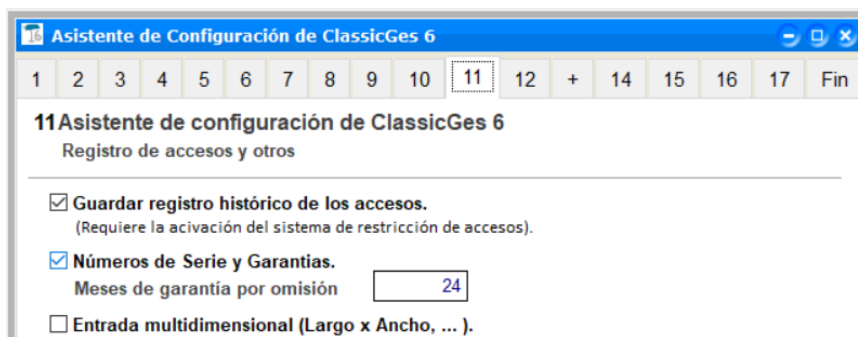 Asistente de Configuración de ClassicGes 6
1 2 3 4 5 6 7 8 9 10 11 12 + 14 15 16 17 Fin
11 Asistente de configuración de ClassicGes 6
Registro de accesos y otros
Guardar registro histórico de los accesos.
(Requiere la acivación del sistema de restricción de accesos).
Números de Serie y Garantias.
Meses de garantía por omisión 24
Entrada multidimensional (Largo x Ancho, ... ).